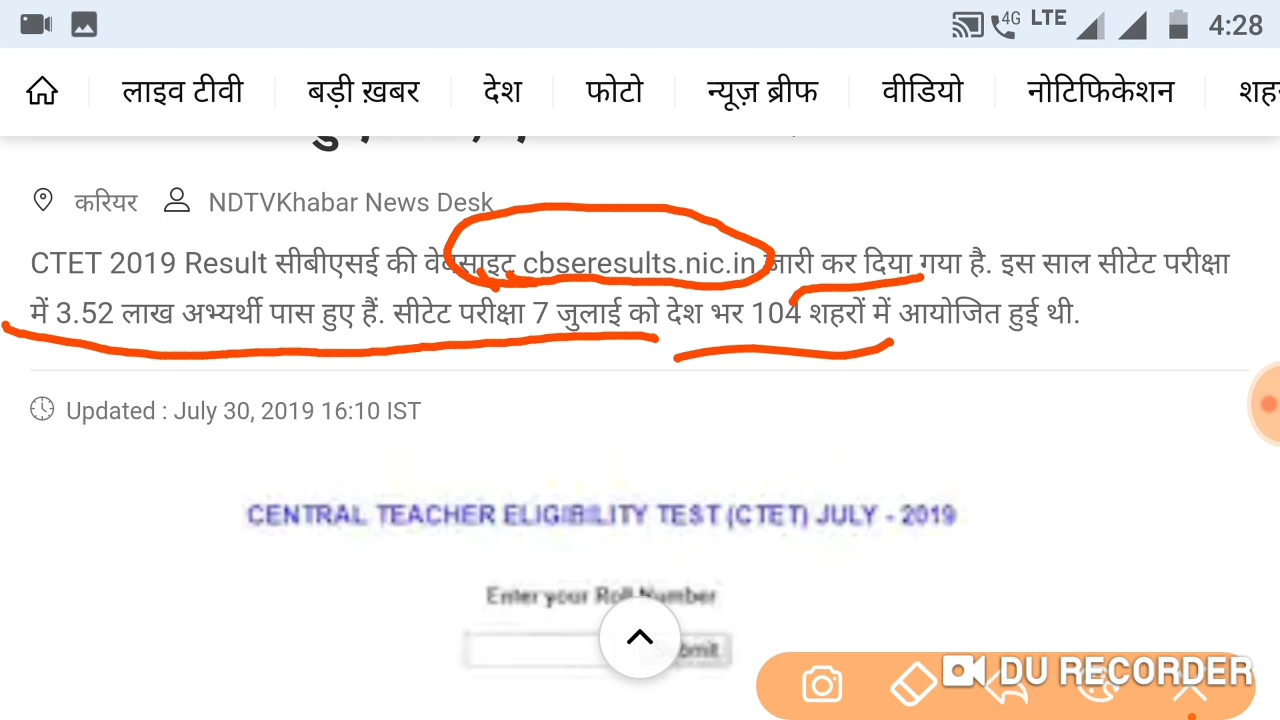 4G LTE 4:28
लाइव टीवी बड़ी ख़बर देश फोटो न्यूज़ ब्रीफ वीडियो नोटिफिकेशन शह
करियर NDTVKhabar News Desk
CTET 2019 Result सीबीएसई की वेबसाइट cbseresults.nic.in जारी कर दिया गया है. इस साल सीटेट परीक्षा
में 3.52 लाख अभ्यर्थी पास हुए हैं. सीटेट परीक्षा 7 जुलाई को देश भर 104 शहरों में आयोजित हुई थी.
Updated : July 30, 2019 16:10 IST
CENTRAL TEACHER ELIGIBILITY TEST (CTET) JULY - 2019
Enter your Roll Number
DU RECORDER